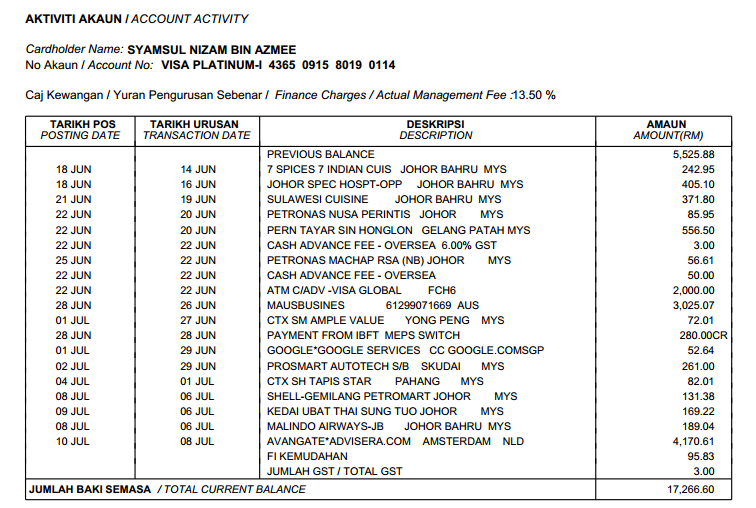 AKTIVITI AKAUN / ACCOUNT ACTIVITY
Cardholder Name: SYAMSUL NIZAM BIN AZMEE
No Akaun / Account No: VISA PLATINUM-I 4365 0915 8019 0114
Caj Kewangan / Yuran Pengurusan Sebenar / Finance Charges / Actual Management Fee :13.50 %
TARIKH POS TARIKH URUSAN DESKRIPSI AMAUN
POSTING DATE TRANSACTION DATE DESCRIPTION AMOUNT(RM)
PREVIOUS BALANCE 5,525.88
18 JUN 14 JUN 7 SPICES 7 INDIAN CUIS JOHOR BAHRU MYS 242.95
18 JUN 16 JUN JOHOR SPEC HOSPT-OPP JOHOR BAHRU MYS 405.10
21 JUN 19 JUN SULAWESI CUISINE JOHOR BAHRU MYS 371.80
22 JUN 20 JUN PETRONAS NUSA PERINTIS JOHOR MYS 85.95
22 JUN 20 JUN PERN TAYAR SIN HONGLON GELANG PATAH MYS 556.50
22 JUN 22 JUN CASH ADVANCE FEE - OVERSEA 6.00% GST 3.00
25 JUN 22 JUN PETRONAS MACHAP RSA (NB) JOHOR MYS 56.61
22 JUN 22 JUN CASH ADVANCE FEE - OVERSEA 50.00
22 JUN 22 JUN ATM C/ADV -VISA GLOBAL FCH6 2,000.00
28 JUN 26 JUN MAUSBUSINES 61299071669 AUS 3,025.07
01 JUL 27 JUN CTX SM AMPLE VALUE YONG PENG MYS 72.01
28 JUN 28 JUN PAYMENT FROM IBFT MEPS SWITCH 280.00CR
01 JUL 29 JUN GOOGLE*GOOGLE SERVICES CC GOOGLE.COMSGP 52.64
02 JUL 29 JUN PROSMART AUTOTECH S/B SKUDAI MYS 261.00
04 JUL 01 JUL CTX SH TAPIS STAR PAHANG MYS 82.01
08 JUL 06 JUL SHELL-GEMILANG PETROMART JOHOR MYS 131.38
09 JUL 06 JUL KEDAI UBAT THAI SUNG TUO JOHOR MYS 169.22
08 JUL 06 JUL MALINDO AIRWAYS-JB JOHOR BAHRU MYS 189.04
10 JUL 08 JUL AVANGATE*ADVISERA.COM AMSTERDAM NLD 4,170.61
FI KEMUDAHAN 95.83
JUMLAH GST / TOTAL GST 3.00
JUMLAH BAKI SEMASA / TOTAL CURRENT BALANCE 17,266.60